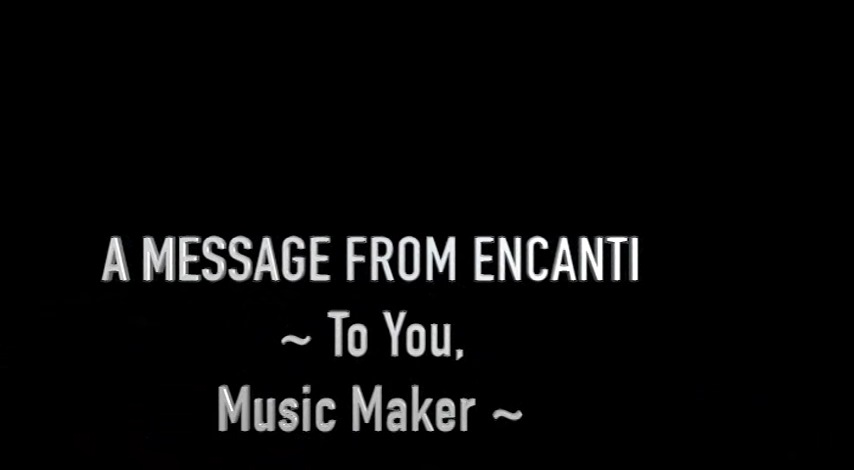 A MESSAGE FROM ENCANTI
~ To You,
Music Maker ~